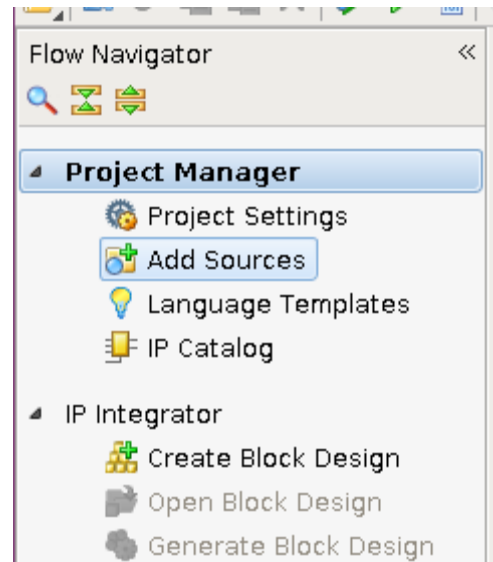 Flow Navigator
Project Manager
Project Settings
Add Sources
Language Templates
IP Catalog
IP Integrator
Create Block Design
Open Block Design
Generate Block Design